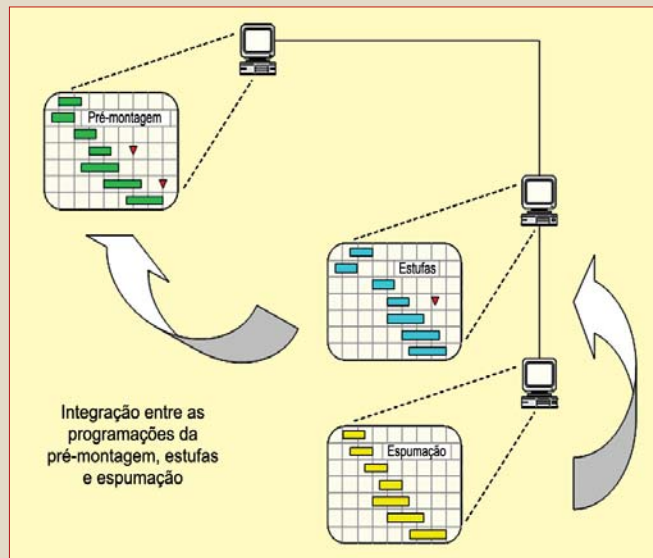 Pré-montagem
Estufas
Espumação
Integração entre as
programações da
pré-montagem, estufas
e espumação